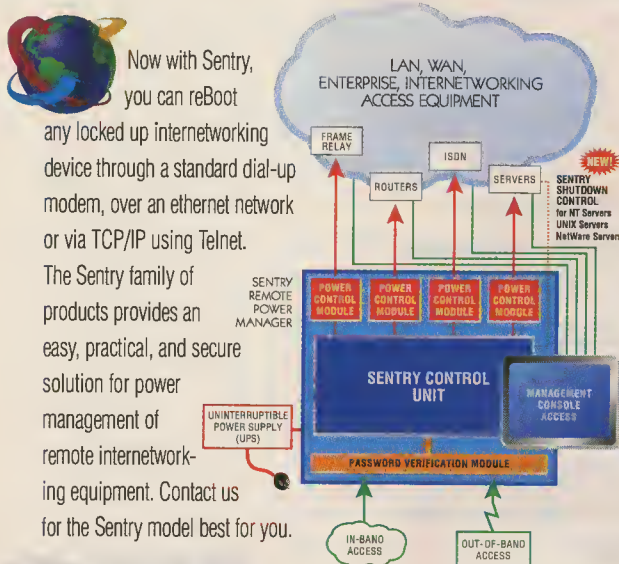 Now with Sentry,
you can reBoot
any locked up internetworking
device through a standard dial-up
modem, over an ethernet network
or via TCP/IP using Telnet.
The Sentry family of
products provides an
easy, practical, and secure
solution for power
management of
remote internetwork-
ing equipment. Contact us
for the Sentry model best for you.
LAN, WAN,
ENTERPRISE, INTERNETWORKING
ACCESS EQUIPMENT
FRAME
RELAY
ROUTERS
ISDN
SERVERS
NEW!
SENTRY
SHUTDOWN
CONTROL
for NT Servers
UNIX Servers
NetWare Servers
SENTRY
REMOTE
POWER
MANAGER
POWER
CONTROL
MODULE
POWER
CONTROL
MODULE
POWER
CONTROL
MODULE
POWER
CONTROL
MODULE
SENTRY CONTROL
UNIT
MANAGEMENT
CONSOLE
ACCESS
UNINTERRUPTIBLE
POWER SUPPLY
(UPS)
PASSWORD VERIFICATION MODULE
IN-BAND
ACCESS
OUT-OF-BAND
ACCESS